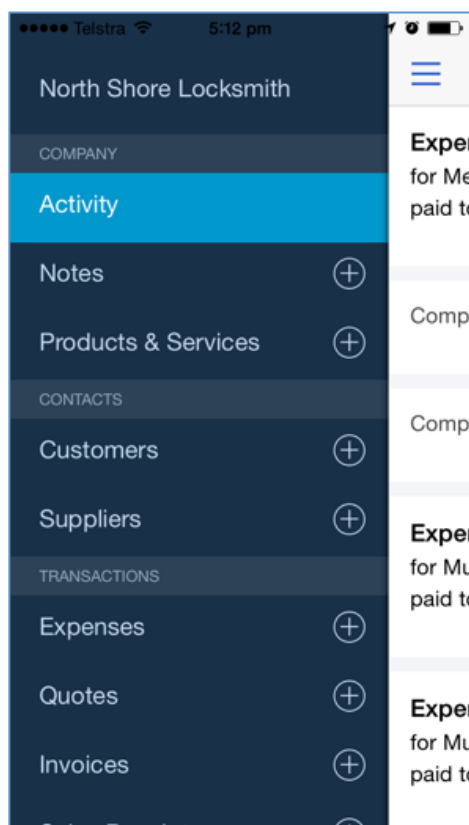 Telstra 5:12 pm
North Shore Locksmith
COMPANY
Activity
Notes
Products & Services
CONTACTS
Customers
Suppliers
TRANSACTIONS
Expenses
Quotes
Invoices
Exper
for Me
paid to
Comp
Comp
Exper
for Mu
paid to
Exper
for Mu
paid to